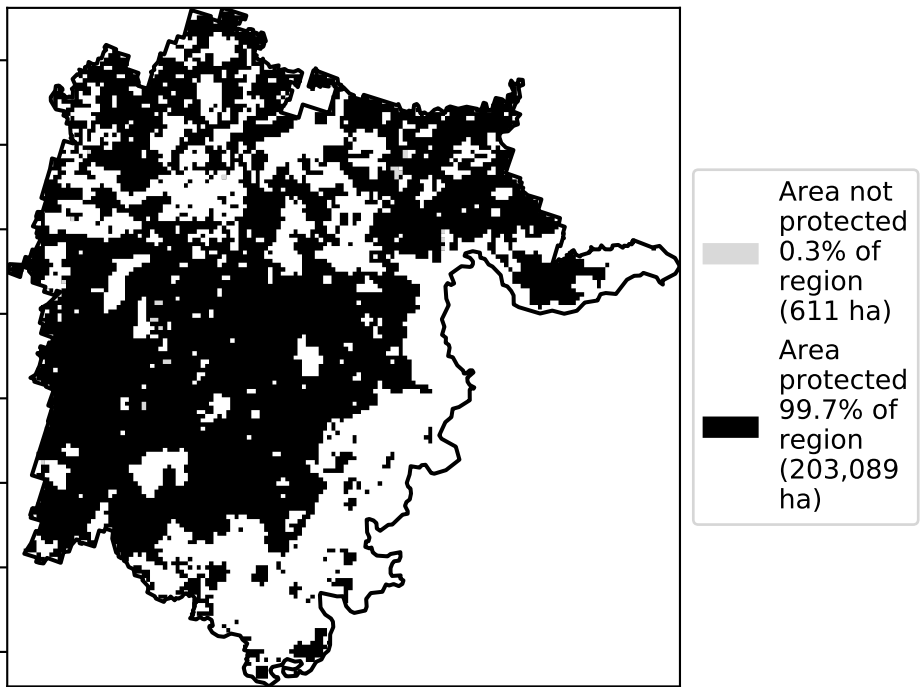 Area not
protected
0.3% of
region
(611 ha)
Area
protected
99.7% of
region
(203,089
ha)